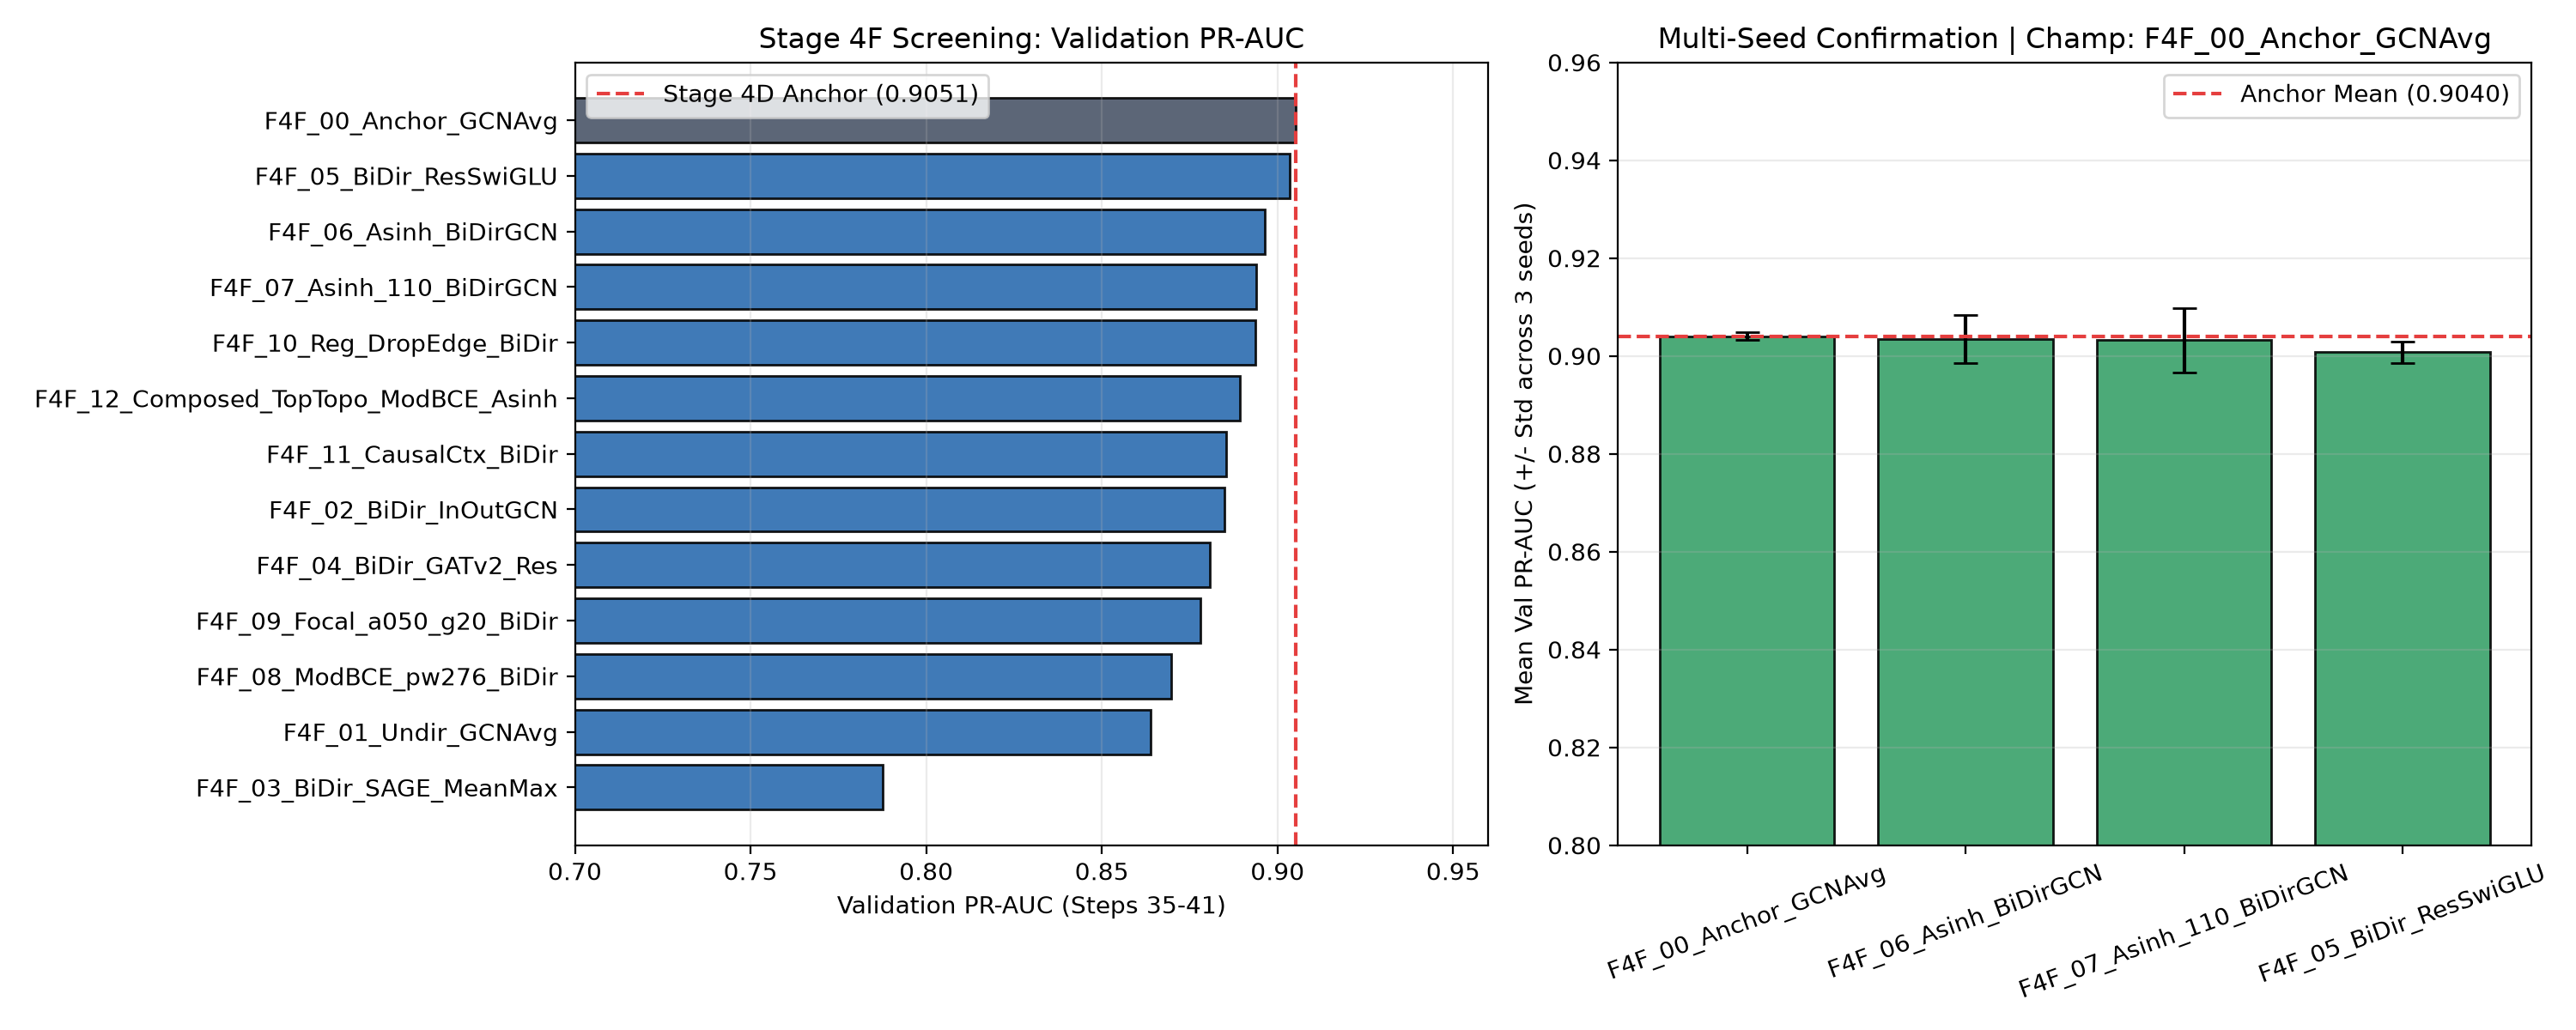 Stage 4F Screening: Validation PR-AUC
Stage 4D Anchor (0.9051)
F4F_00_Anchor_GCNAvg
F4F_05_BiDir_ResSwiGLU
F4F_06_Asinh_BiDirGCN
F4F_07_Asinh_110_BiDirGCN
F4F_10_Reg_DropEdge_BiDir
F4F_12_Composed_TopTopo_ModBCE_Asinh
F4F_11_CausalCtx_BiDir
F4F_02_BiDir_InOutGCN
F4F_04_BiDir_GATv2_Res
F4F_09_Focal_a050_g20_BiDir
F4F_08_ModBCE_pw276_BiDir
F4F_01_Undir_GCNAvg
F4F_03_BiDir_SAGE_MeanMax
0.70 0.75 0.80 0.85 0.90 0.95
Validation PR-AUC (Steps 35-41)
Multi-Seed Confirmation | Champ: F4F_00_Anchor_GCNAvg
Anchor Mean (0.9040)
Mean Val PR-AUC (+/- Std across 3 seeds)
0.96
0.94
0.92
0.90
0.88
0.86
0.84
0.82
0.80
F4F_00_Anchor_GCNAvg
F4F_06_Asinh_BiDirGCN
F4F_07_Asinh_110_BiDirGCN
F4F_05_BiDir_ResSwiGLU